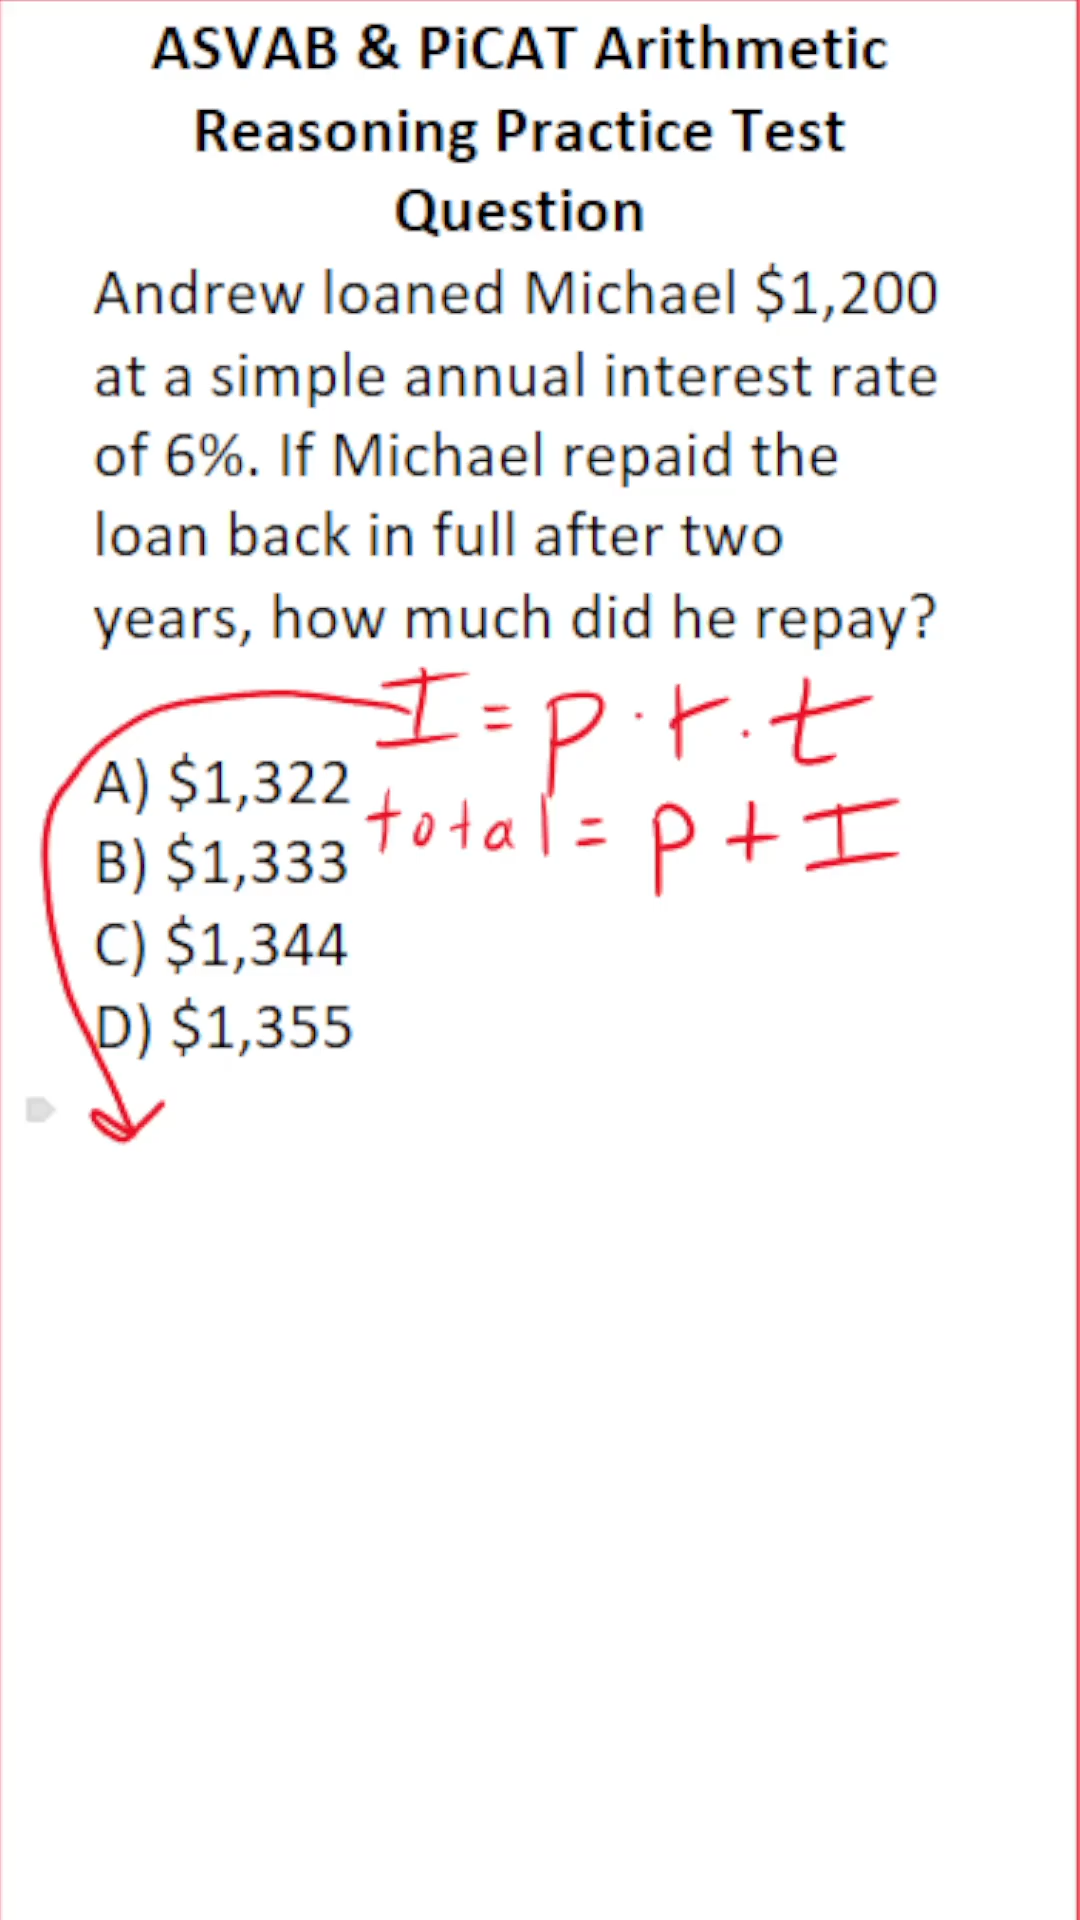 ASVAB & PiCAT Arithmetic
Reasoning Practice Test
Question
Andrew loaned Michael $1,200
at a simple annual interest rate
of 6%. If Michael repaid the
loan back in full after two
years, how much did he repay?
I = p · r · t
A) $1,322
total = p + I
B) $1,333
C) $1,344
D) $1,355